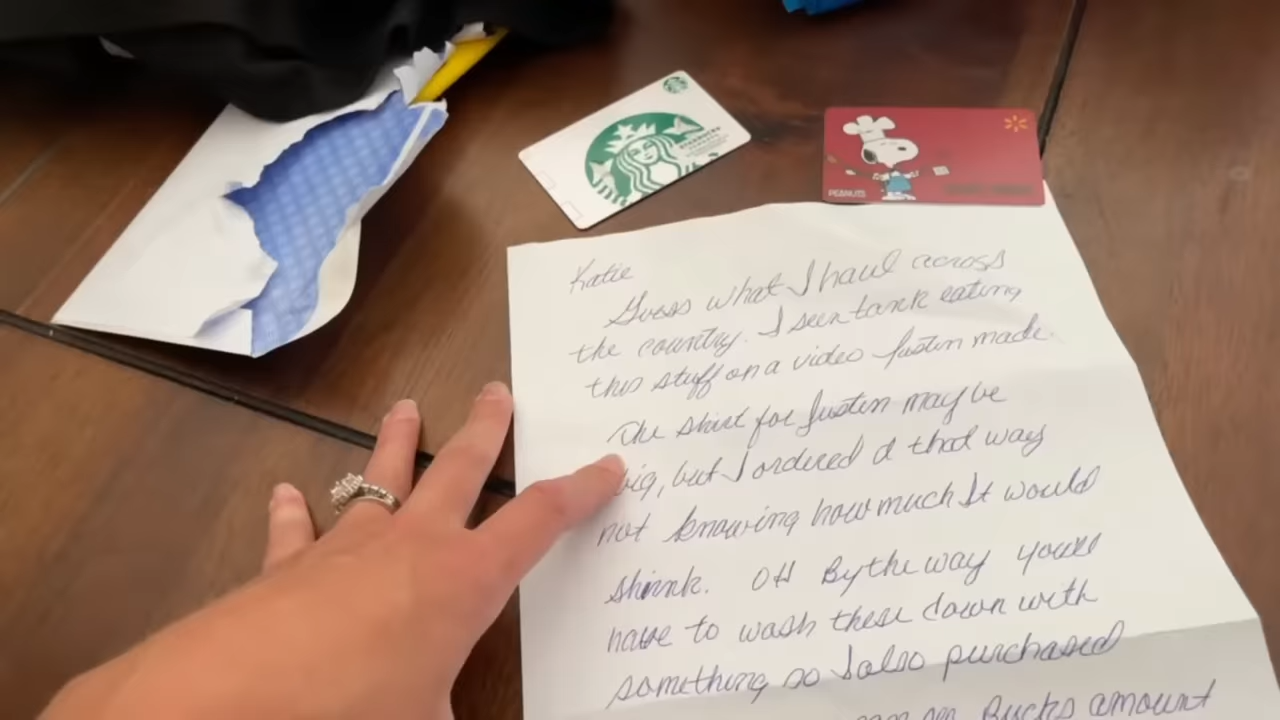 STARBUCKS
PEANUTS
Katie
Guess what I haul across
the country. I seen tank eating
this stuff on a video Justin made.
The shirt for Justin may be
big, but I ordered it that way
not knowing how much It would
shrink. OH By the way you'll
have to wash these down with
something so I also purchased
Bucks amount